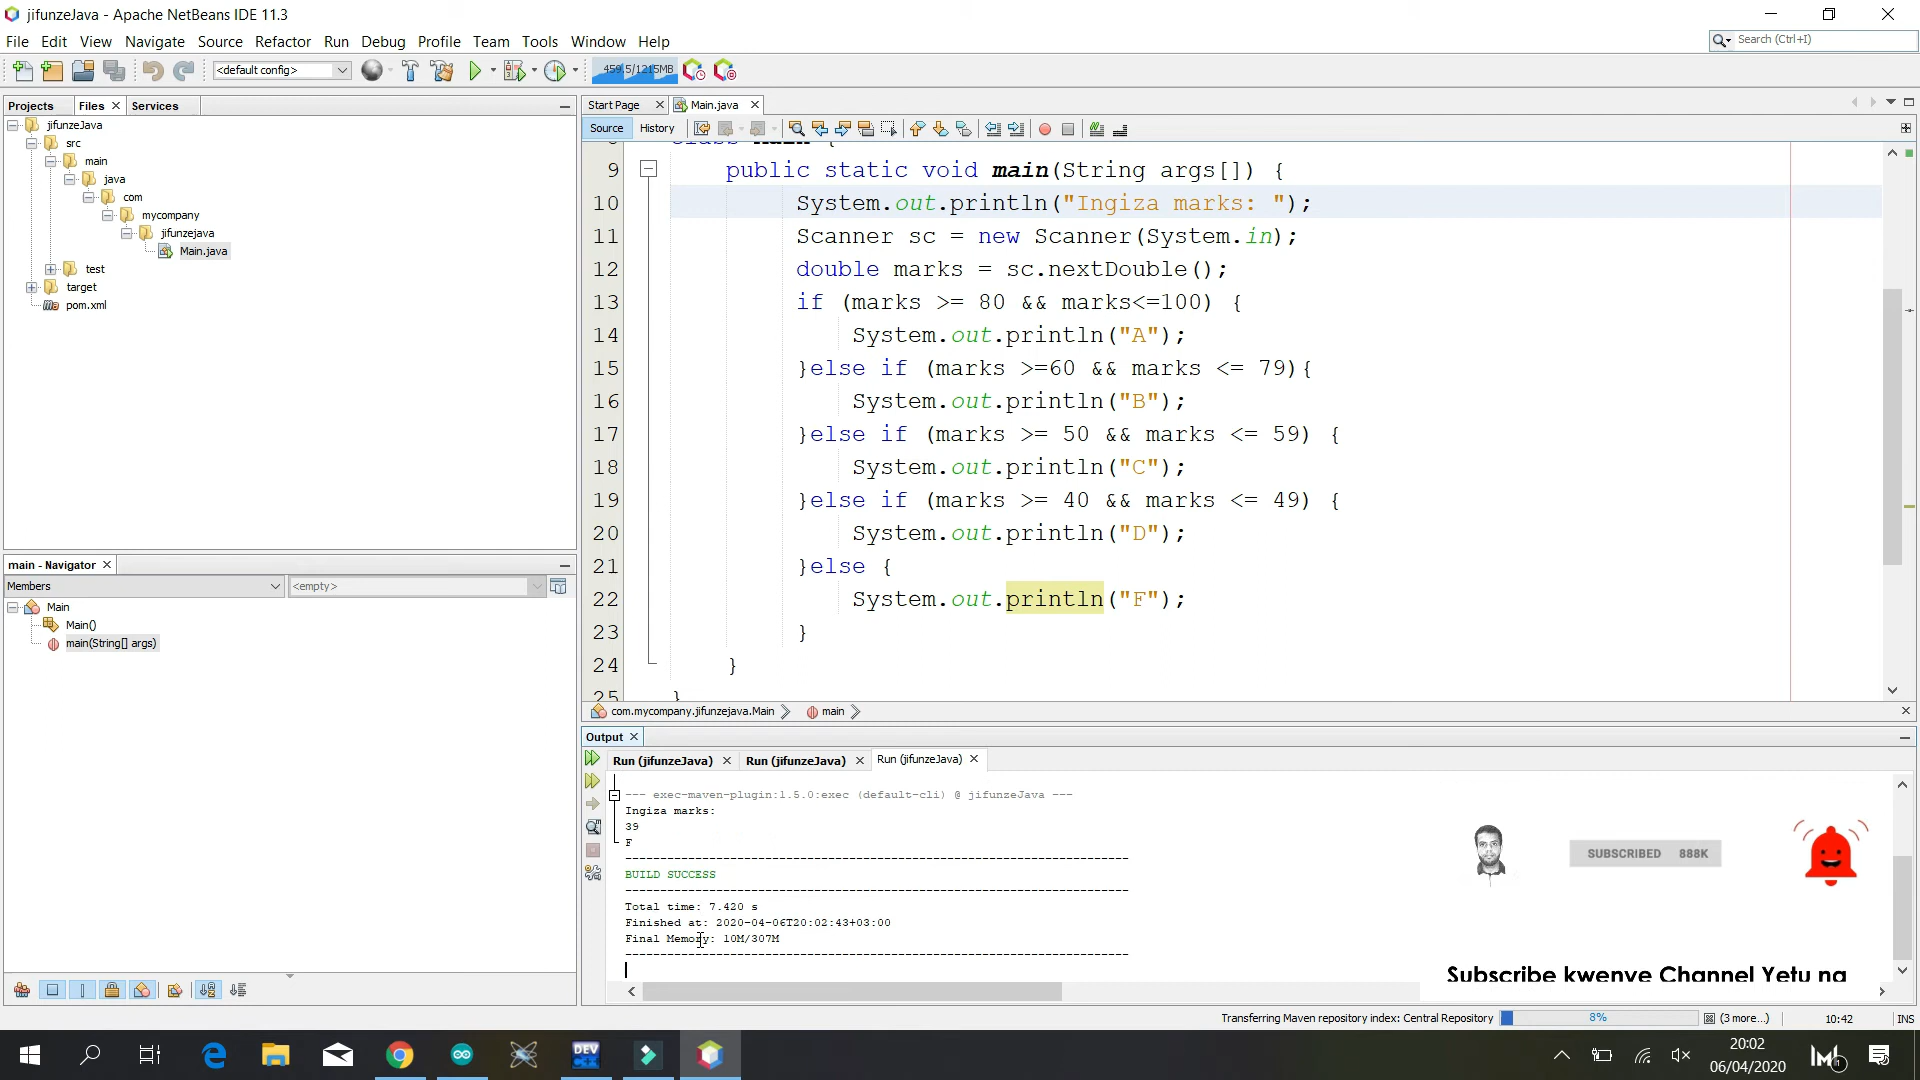 jifunzeJava - Apache NetBeans IDE 11.3
File Edit View Navigate Source Refactor Run Debug Profile Team Tools Window Help
Search (Ctrl+I)
<default config>
459.5/1215MB
Projects Files Services
Start Page Main.java
jifunzeJava
src
main
java
com
mycompany
jifunzejava
Main.java
test
target
pom.xml
Source History
9 public static void main(String args[]) {
10 System.out.println("Ingiza marks: ");
11 Scanner sc = new Scanner(System.in);
12 double marks = sc.nextDouble();
13 if (marks >= 80 && marks<=100) {
14 System.out.println("A");
15 }else if (marks >=60 && marks <= 79){
16 System.out.println("B");
17 }else if (marks >= 50 && marks <= 59) {
18 System.out.println("C");
19 }else if (marks >= 40 && marks <= 49) {
20 System.out.println("D");
21 }else {
22 System.out.println("F");
23 }
24 }
25 }
com.mycompany.jifunzejava.Main main
main - Navigator
Members <empty>
Main
Main()
main(String[] args)
Output
Run (jifunzeJava) Run (jifunzeJava) Run (jifunzeJava)
--- exec-maven-plugin:1.5.0:exec (default-cli) @ jifunzeJava ---
Ingiza marks:
39
F
------------------------------------------------------------------------
BUILD SUCCESS
------------------------------------------------------------------------
Total time: 7.420 s
Finished at: 2020-04-06T20:02:43+03:00
Final Memory: 10M/307M
------------------------------------------------------------------------
SUBSCRIBED 888K
Subscribe kwenye Channel Yetu na
Transferring Maven repository index: Central Repository 8% (3 more...) 10:42 INS
DEV C++
20:02
06/04/2020